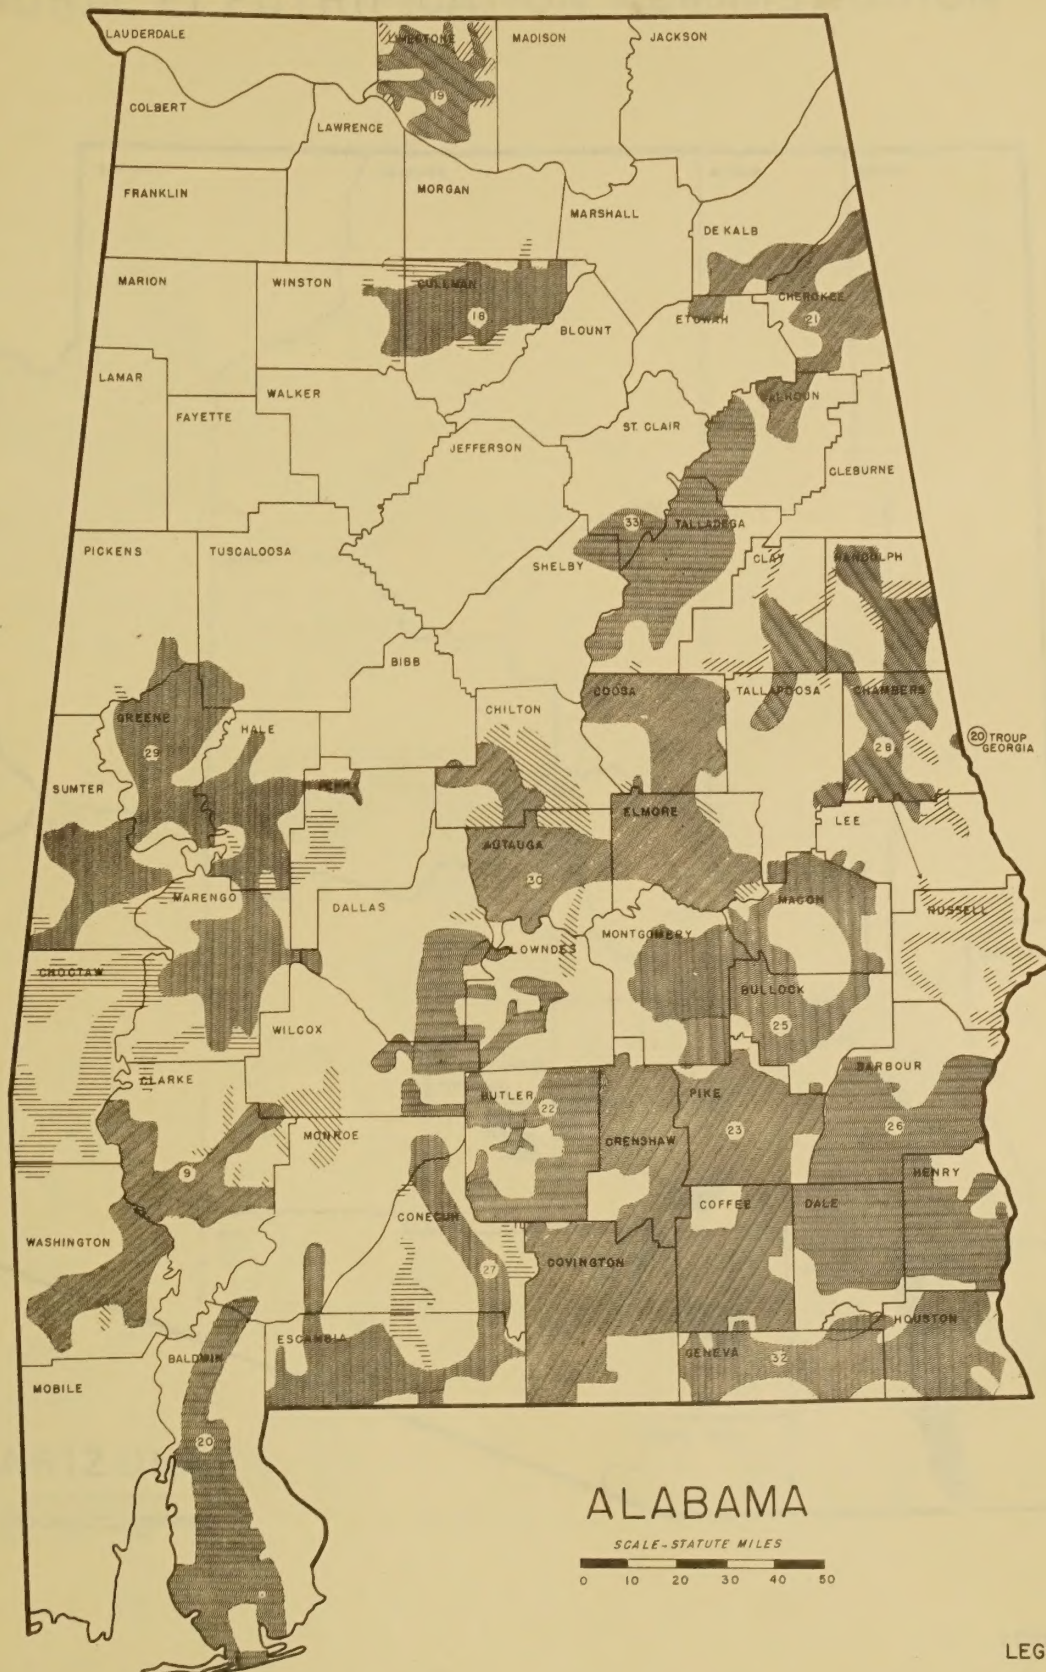 LAUDERDALE
LIMESTONE
MADISON
JACKSON
19
COLBERT
LAWRENCE
FRANKLIN
MORGAN
MARSHALL
DE KALB
MARION
WINSTON
CULLMAN
CHEROKEE
18
ETOWAH
21
BLOUNT
LAMAR
WALKER
CALHOUN
FAYETTE
ST. CLAIR
JEFFERSON
CLEBURNE
33
TALLADEGA
PICKENS
TUSCALOOSA
SHELBY
CLAY
RANDOLPH
BIBB
COOSA
TALLAPOOSA
CHAMBERS
GREENE
HALE
CHILTON
29
28
20 TROUP
GEORGIA
SUMTER
PERRY
ELMORE
LEE
AUTAUGA
30
MARENGO
DALLAS
MACON
RUSSELL
MONTGOMERY
LOWNDES
CHOCTAW
BULLOCK
WILCOX
25
CLARKE
BARBOUR
BUTLER
PIKE
22
23
26
MONROE
CRENSHAW
9
HENRY
CONECUH
COFFEE
DALE
WASHINGTON
COVINGTON
27
ESCAMBIA
HOUSTON
BALDWIN
GENEVA
32
MOBILE
20
ALABAMA
SCALE-STATUTE MILES
0 10 20 30 40 50
LEG